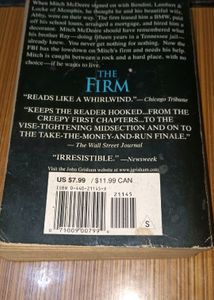 When Mitch McDeere signed on with Bendini, Lambert &
Locke of Memphis, he thought he and his beautiful wife,
Abby, were on their way. The firm leased him a BMW, paid
off his school loans, arranged a mortgage, and hired him a
decorator. Mitch McDeere should have remembered what
his brother Ray—doing fifteen years in a Tennessee jail—
already knew. You never get nothing for nothing. Now the
FBI has the lowdown on Mitch's firm and needs his help.
Mitch is caught between a rock and a hard place, with no
choice—if he wants to live.
THE
FIRM
"READS LIKE A WHIRLWIND." —Chicago Tribune
"KEEPS THE READER HOOKED...FROM THE
CREEPY FIRST CHAPTERS...TO THE
VISE-TIGHTENING MIDSECTION AND ON TO
THE TAKE-THE-MONEY-AND-RUN FINALE."
—The Wall Street Journal
"IRRESISTIBLE." —Newsweek
Visit the John Grisham website at www.jgrisham.com
US $7.99 / $11.99 CAN
ISBN 0-440-21145-X
21145
S